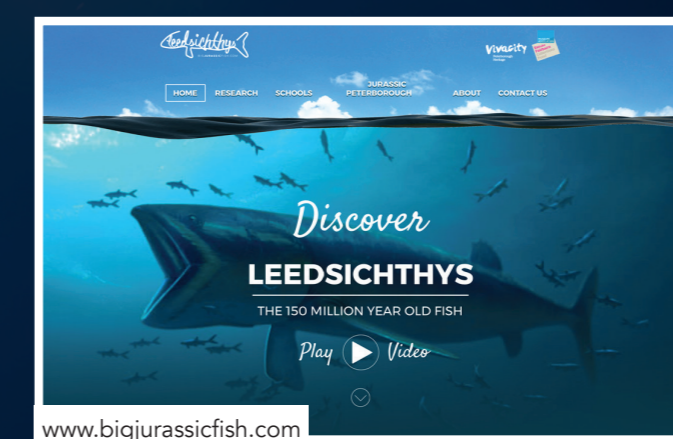 Leedsichthys
Vivacity
HOME RESEARCH SCHOOLS JURASSIC PETERBOROUGH ABOUT CONTACT US
Discover
LEEDSICHTHYS
THE 150 MILLION YEAR OLD FISH
Play Video
www.bigjurassicfish.com